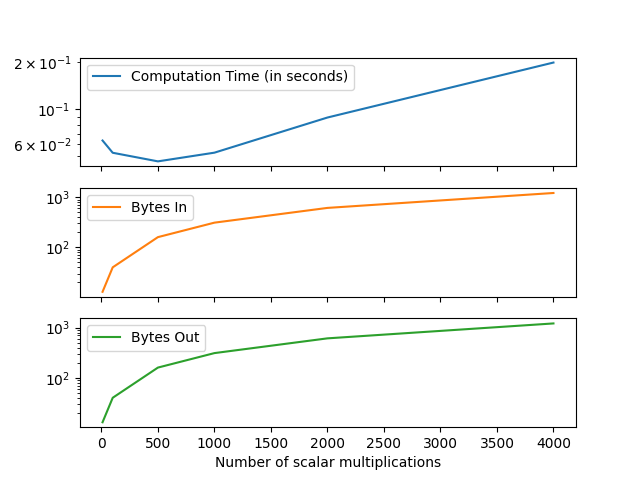 2 × 10⁻¹
Computation Time (in seconds)
10⁻¹
6 × 10⁻²
10³
Bytes In
10²
10³
Bytes Out
10²
0 500 1000 1500 2000 2500 3000 3500 4000
Number of scalar multiplications